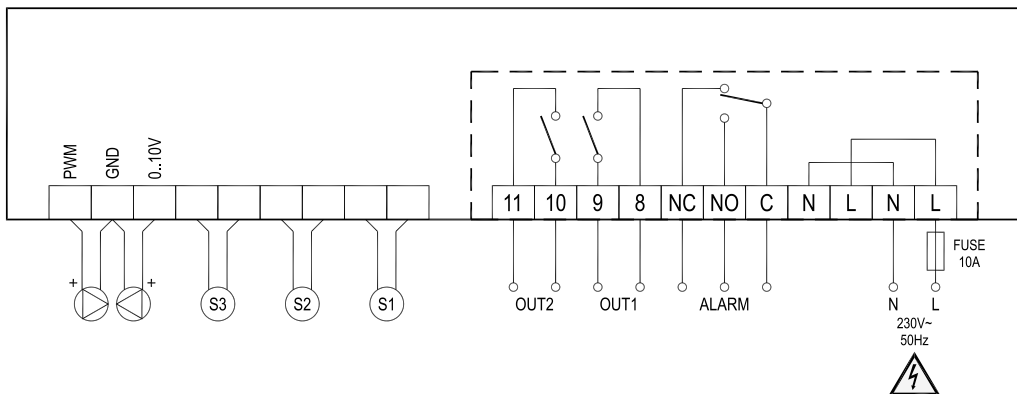 PWM
GND
0..10V
11 10 9 8 NC NO C N L N L
FUSE
10A
+ + S3 S2 S1
OUT2 OUT1 ALARM N L
230V~
50Hz